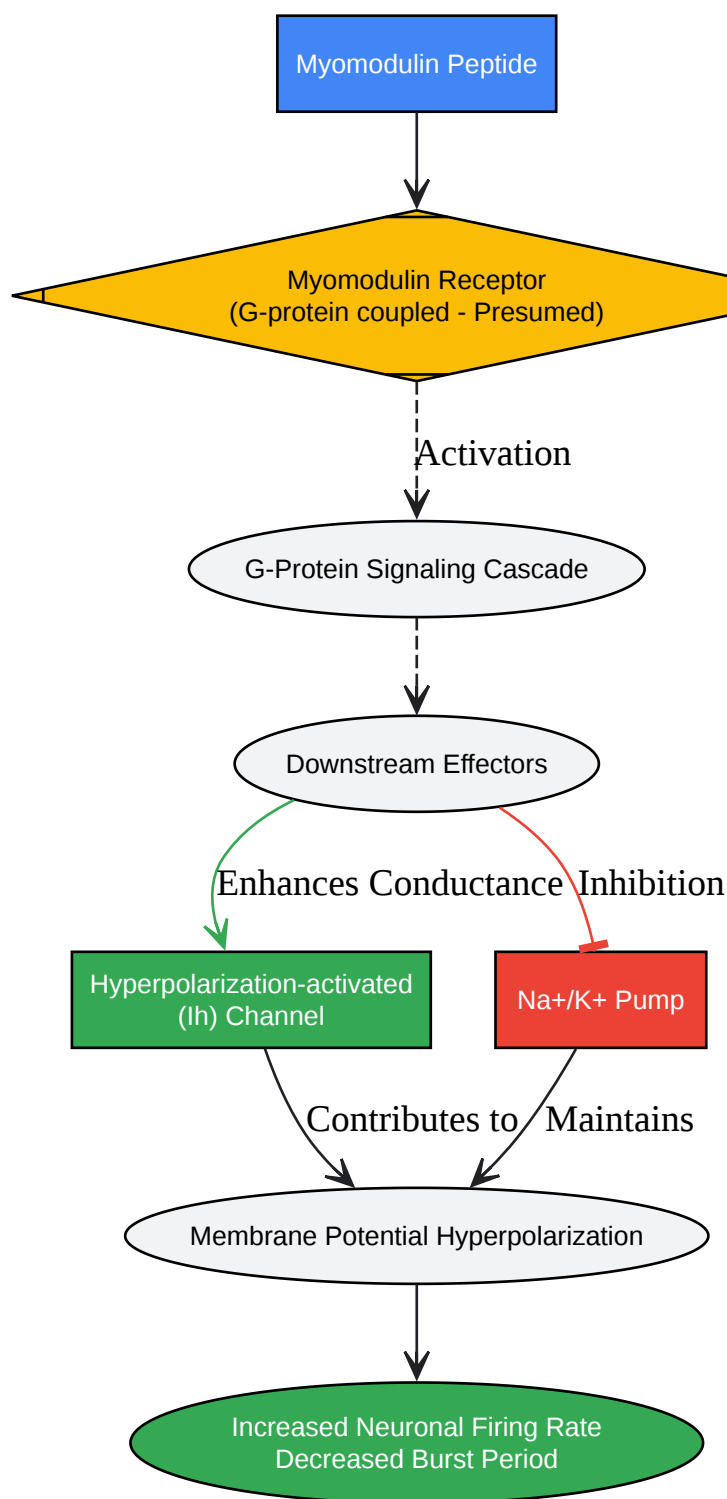 Myomodulin Peptide
Myomodulin Receptor
(G-protein coupled - Presumed)
Activation
G-Protein Signaling Cascade
Downstream Effectors
Enhances Conductance
Inhibition
Hyperpolarization-activated
(Ih) Channel
Na+/K+ Pump
Contributes to
Maintains
Membrane Potential Hyperpolarization
Increased Neuronal Firing Rate
Decreased Burst Period